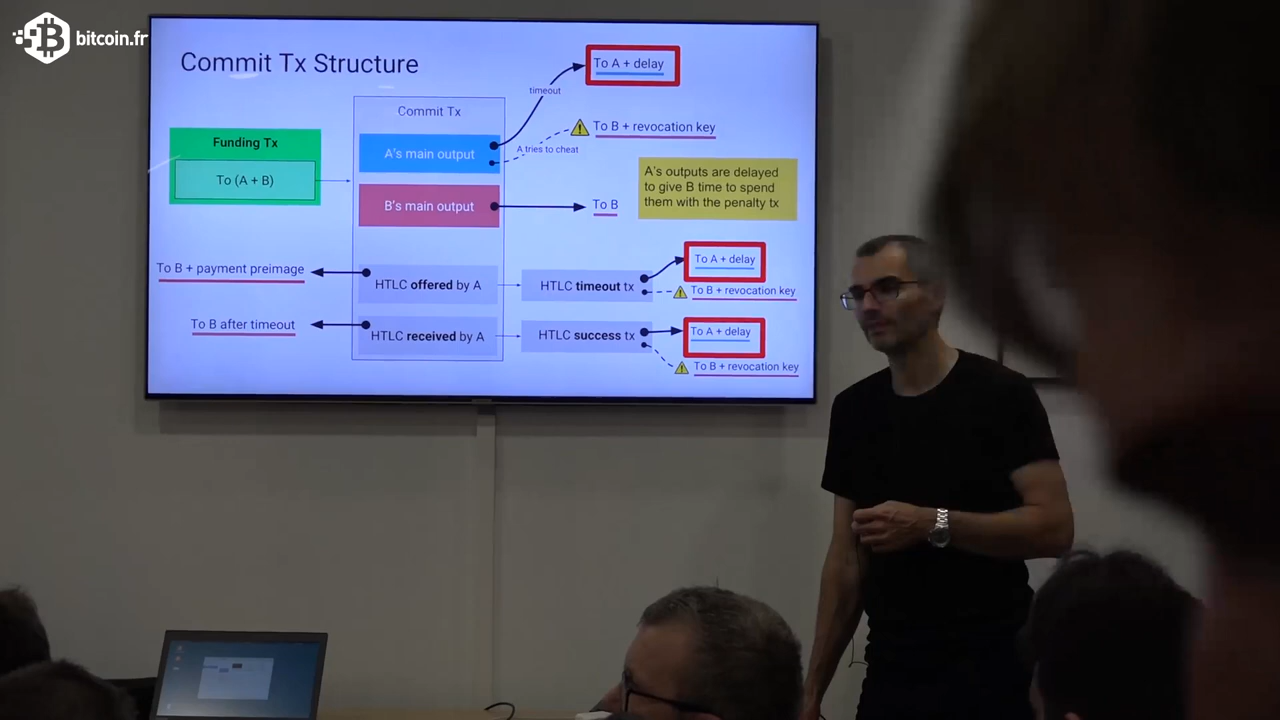 bitcoin.fr
Commit Tx Structure
Funding Tx
To (A + B)
Commit Tx
A's main output
B's main output
HTLC offered by A
HTLC received by A
timeout
To A + delay
A tries to cheat
To B + revocation key
To B
A's outputs are delayed
to give B time to spend
them with the penalty tx
To B + payment preimage
To B after timeout
HTLC timeout tx
To A + delay
To B + revocation key
HTLC success tx
To A + delay
To B + revocation key